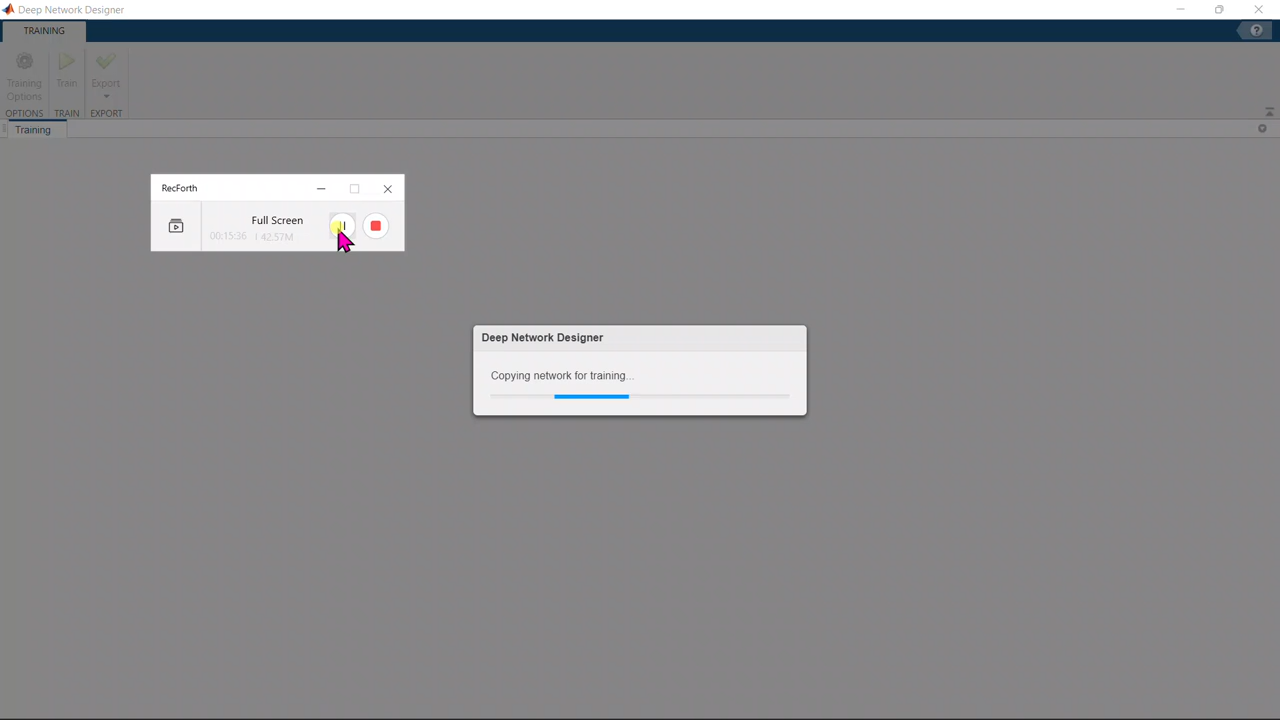 Deep Network Designer
TRAINING
?
Training Options
Train
Export
OPTIONS
TRAIN
EXPORT
Training
RecForth
Full Screen
00:15:36 | 42.57M
Deep Network Designer
Copying network for training...